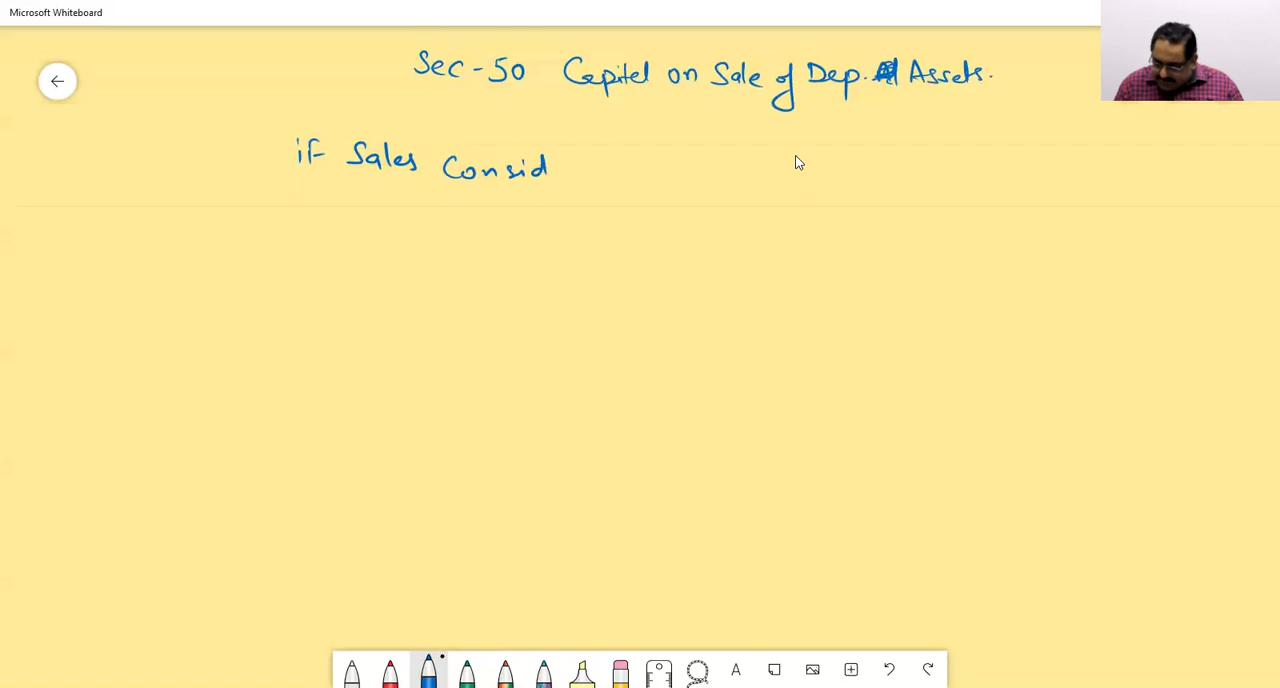 Microsoft Whiteboard
Sec-50 Capital on Sale of Dep. Assets.
if Sales Consid
A